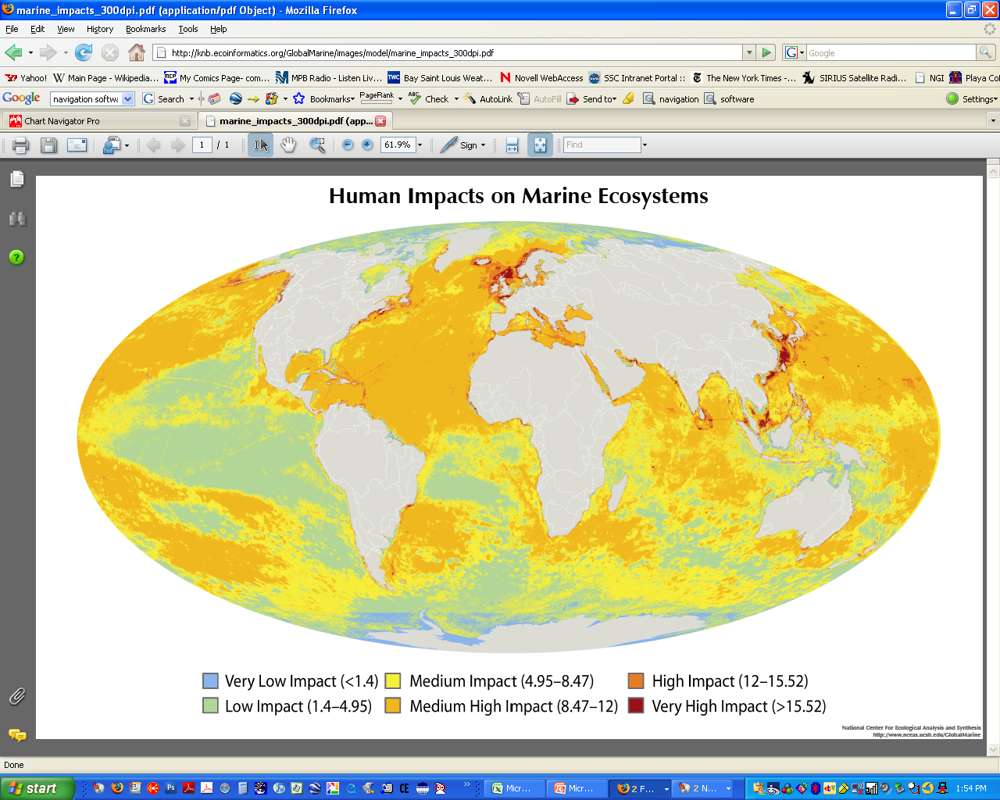 marine_impacts_300dpi.pdf (application/pdf Object) - Mozilla Firefox
File Edit View History Bookmarks Tools Help
http://knb.ecoinformatics.org/GlobalMarine/images/model/marine_impacts_300dpi.pdf
Google
Yahoo! Main Page - Wikipedia... My Comics Page- com... MPB Radio - Listen Liv... Bay Saint Louis Weat... Novell WebAccess SSC Intranet Portal :: The New York Times -... SIRIUS Satellite Radi... NGI Playa Col
Google navigation softwa Search Bookmarks PageRank Check AutoLink AutoFill Send to navigation software Settings
Chart Navigator Pro marine_impacts_300dpi.pdf (app...
1 / 1 61.9% Sign Find
Human Impacts on Marine Ecosystems
Very Low Impact (<1.4) Medium Impact (4.95–8.47) High Impact (12–15.52)
Low Impact (1.4–4.95) Medium High Impact (8.47–12) Very High Impact (>15.52)
National Center For Ecological Analysis and Synthesis
http://www.nceas.ucsb.edu/GlobalMarine
Done
start Micr... Micr... 2 F... 2 N... 1:54 PM